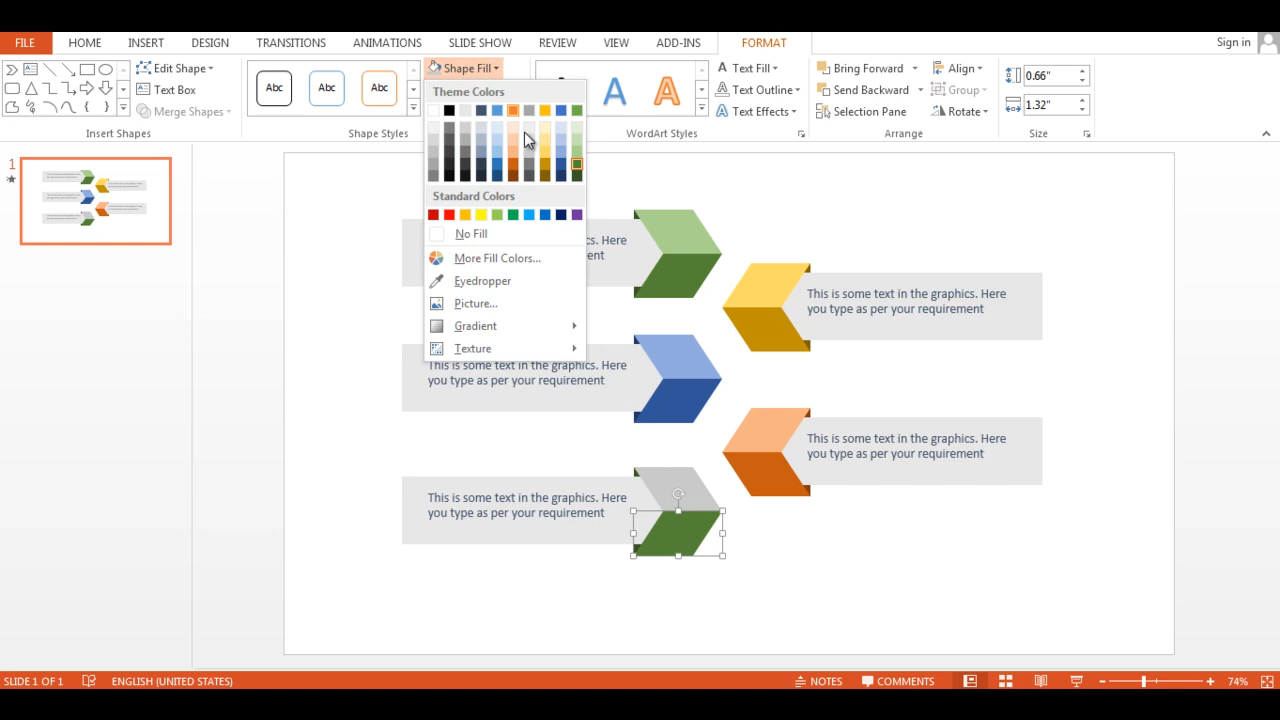 FILE HOME INSERT DESIGN TRANSITIONS ANIMATIONS SLIDE SHOW REVIEW VIEW ADD-INS FORMAT Sign in
Edit Shape
Text Box
Merge Shapes
Insert Shapes
Abc Abc Abc
Shape Styles
Shape Fill
Theme Colors
Standard Colors
No Fill
More Fill Colors...
Eyedropper
Picture...
Gradient
Texture
A A
WordArt Styles
Text Fill
Text Outline
Text Effects
Bring Forward
Send Backward
Selection Pane
Align
Group
Rotate
Arrange
0.66"
1.32"
Size
1
cs. Here
ent
This is some text in the graphics. Here
you type as per your requirement
This is some text in the graphics. Here
you type as per your requirement
This is some text in the graphics. Here
you type as per your requirement
This is some text in the graphics. Here
you type as per your requirement
SLIDE 1 OF 1 ENGLISH (UNITED STATES) NOTES COMMENTS 74%